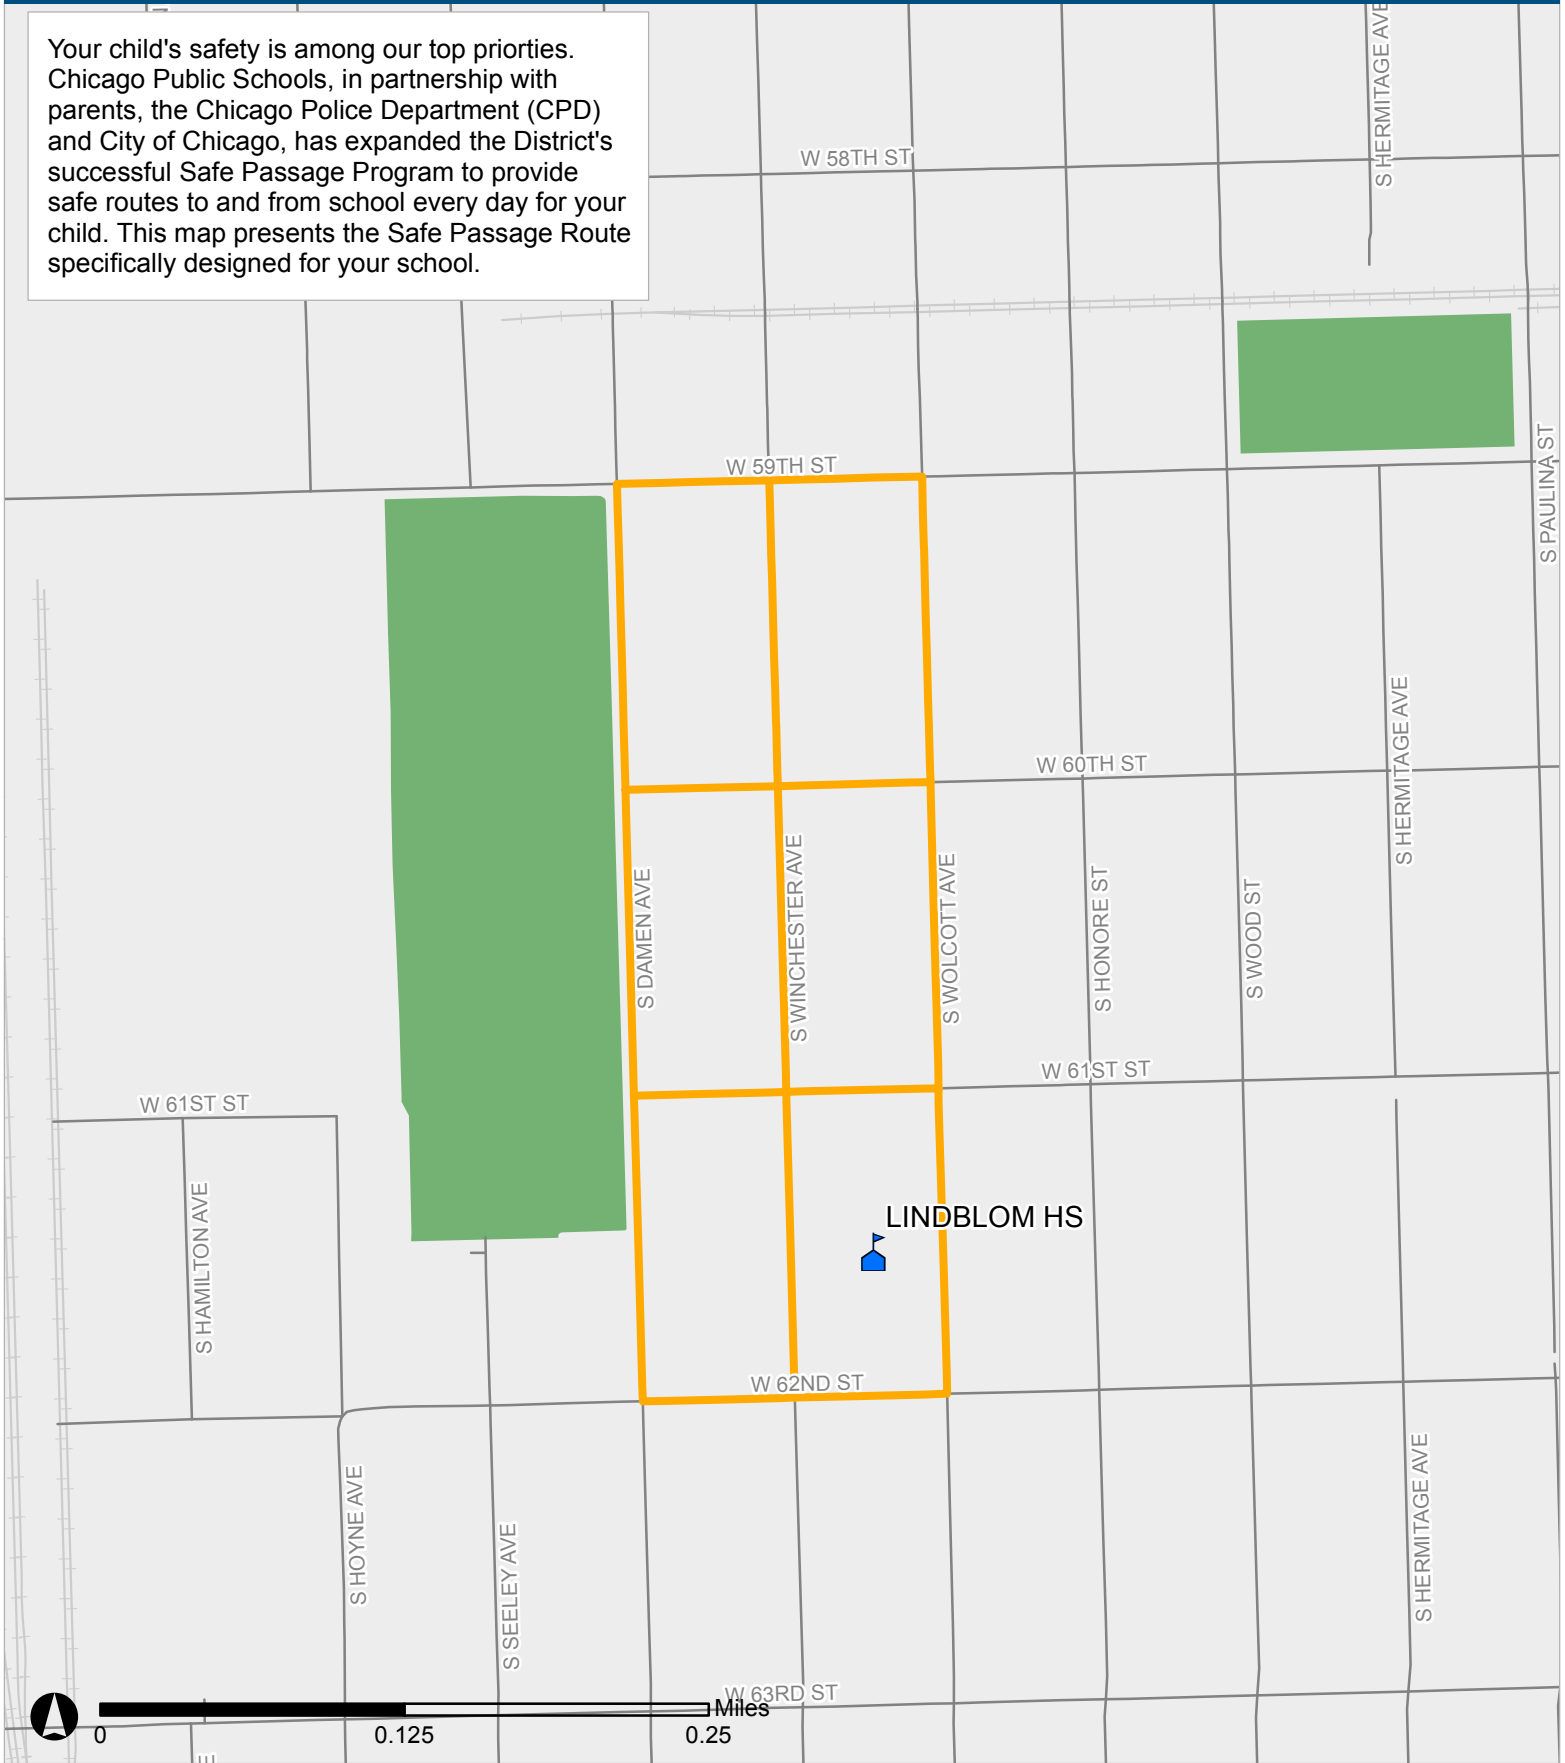 Your child's safety is among our top priorties.
Chicago Public Schools, in partnership with
parents, the Chicago Police Department (CPD)
and City of Chicago, has expanded the District's
successful Safe Passage Program to provide
safe routes to and from school every day for your
child. This map presents the Safe Passage Route
specifically designed for your school.
S HERMITAGE AVE
W 58TH ST
W 59TH ST
S PAULINA ST
W 60TH ST
S HERMITAGE AVE
S DAMEN AVE
S WINCHESTER AVE
S WOLCOTT AVE
S HONORE ST
S WOOD ST
W 61ST ST
W 61ST ST
S HAMILTON AVE
LINDBLOM HS
W 62ND ST
S HOYNE AVE
S SEELEY AVE
S HERMITAGE AVE
W 63RD ST
Miles
0
0.125
0.25